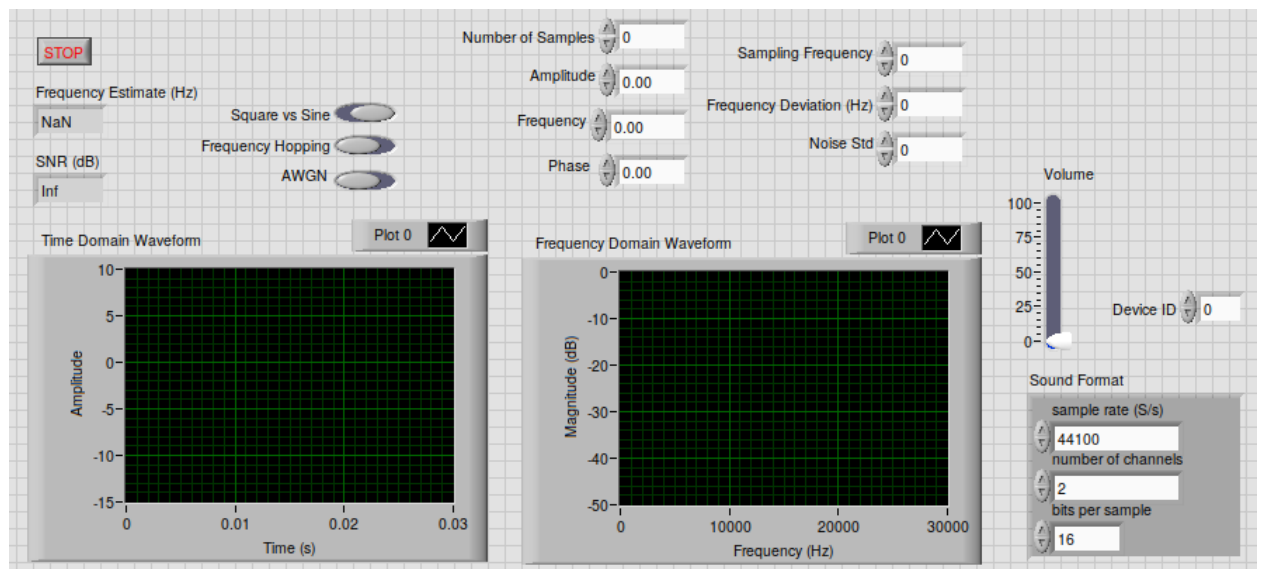 STOP
Frequency Estimate (Hz)
NaN
SNR (dB)
Inf
Square vs Sine
Frequency Hopping
AWGN
Number of Samples 0
Amplitude 0.00
Frequency 0.00
Phase 0.00
Sampling Frequency 0
Frequency Deviation (Hz) 0
Noise Std 0
Time Domain Waveform
Plot 0
10
5
0
-5
-10
-15
Amplitude
0 0.01 0.02 0.03
Time (s)
Frequency Domain Waveform
Plot 0
0
-10
-20
-30
-40
-50
Magnitude (dB)
0 10000 20000 30000
Frequency (Hz)
Volume
100
75
50
25
0
Device ID 0
Sound Format
sample rate (S/s)
44100
number of channels
2
bits per sample
16